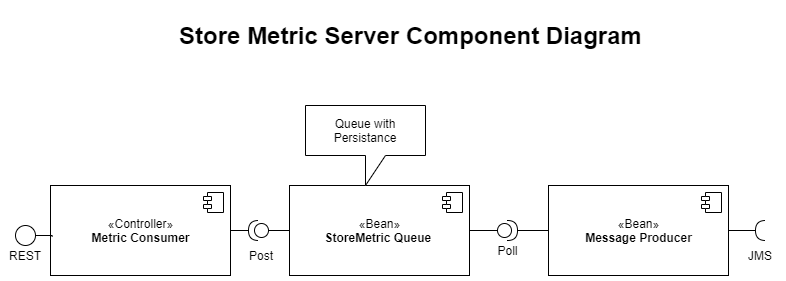 Store Metric Server Component Diagram
Queue with
Persistance
«Controller»
Metric Consumer
«Bean»
StoreMetric Queue
«Bean»
Message Producer
REST
Post
Poll
JMS